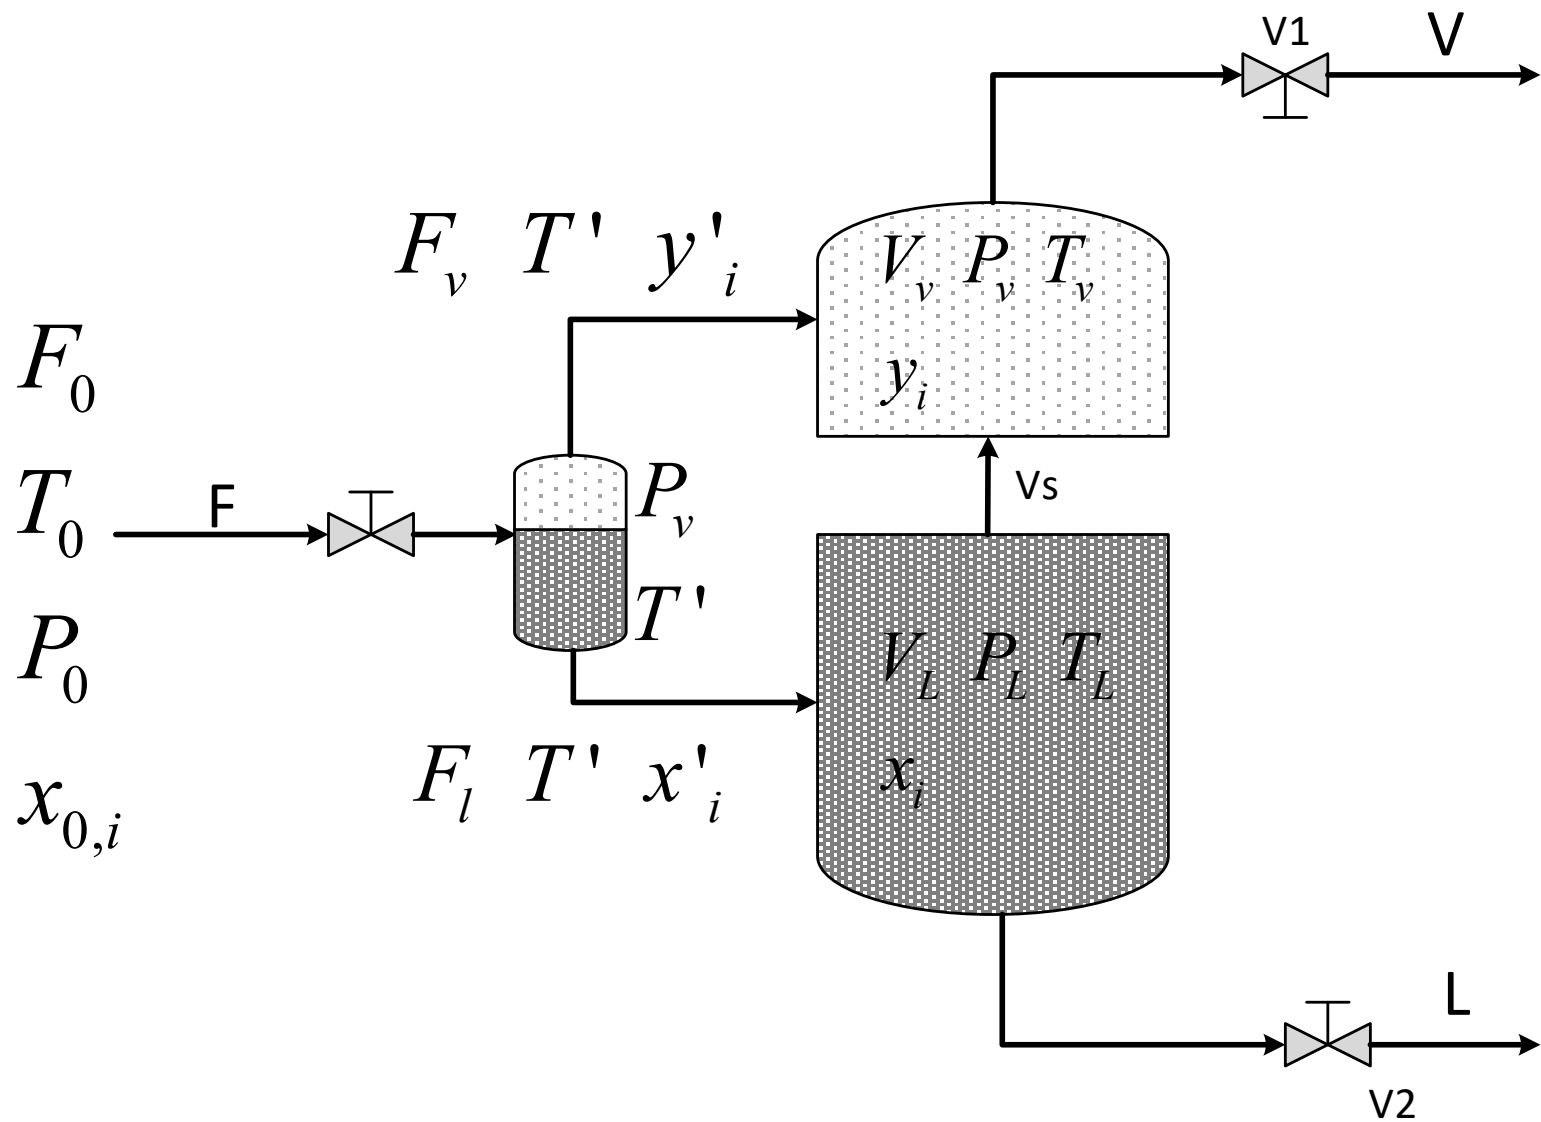 V1
V
F_v T' y'_i
V_v P_v T_v
y_i
F_0
T_0
F
P_v
Vs
T'
P_0
V_L P_L T_L
x_i
F_l T' x'_i
x_{0,i}
L
V2